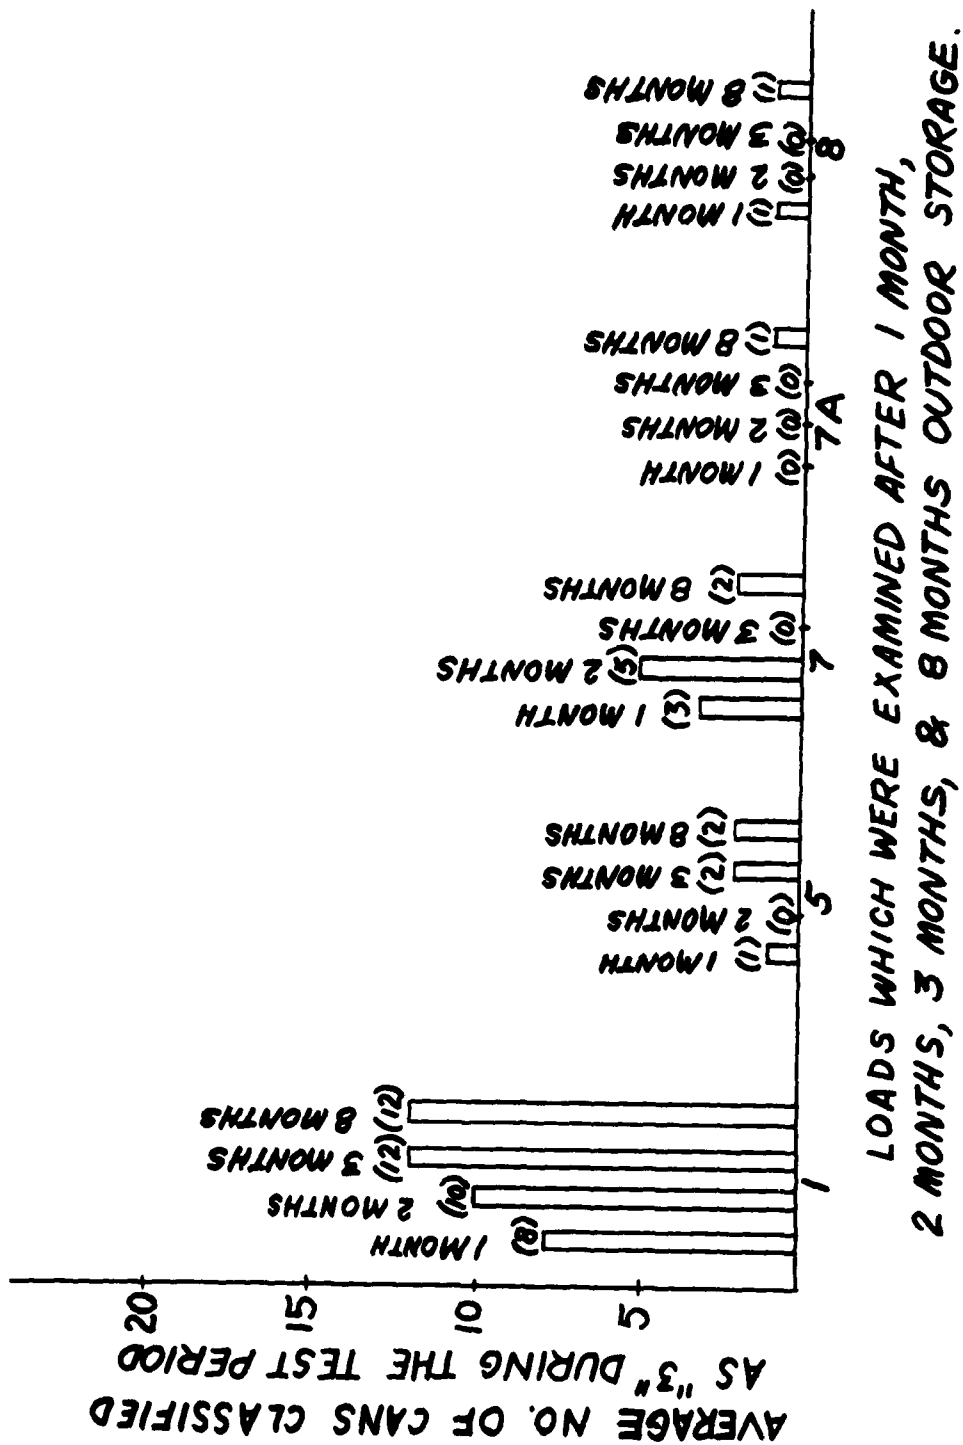 AVERAGE NO. OF CANS CLASSIFIED
AS "3" DURING THE TEST PERIOD
20
15
10
5
1 MONTH
(8)
2 MONTHS
(10)
3 MONTHS
(12)
8 MONTHS
(12)
1
1 MONTH
(1)
2 MONTHS
(0)
3 MONTHS
(2)
8 MONTHS
(2)
5
1 MONTH
(3)
2 MONTHS
(5)
3 MONTHS
(0)
8 MONTHS
(2)
7
1 MONTH
(0)
2 MONTHS
(0)
3 MONTHS
(0)
8 MONTHS
(1)
7A
1 MONTH
(1)
2 MONTHS
(0)
3 MONTHS
(0)
8 MONTHS
(1)
8
LOADS WHICH WERE EXAMINED AFTER 1 MONTH,
2 MONTHS, 3 MONTHS, & 8 MONTHS OUTDOOR STORAGE.